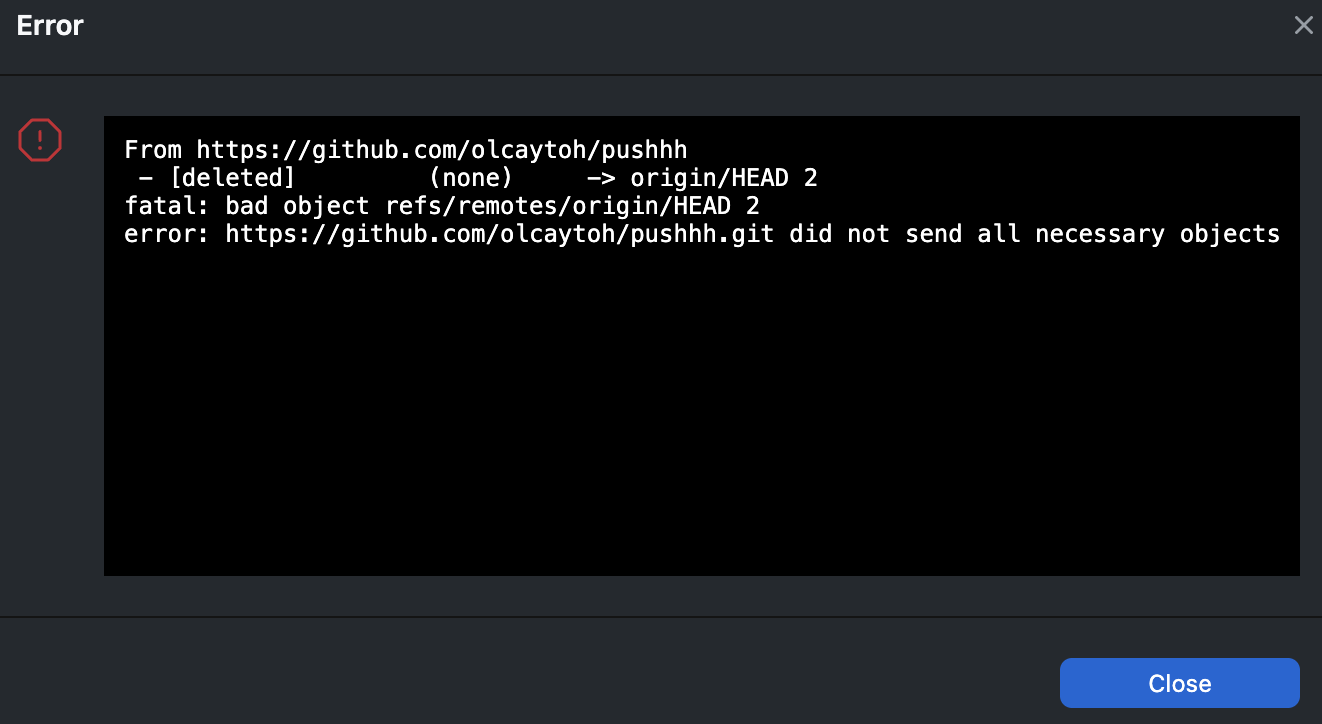 Error
From https://github.com/olcaytoh/pushhh
 - [deleted]         (none)     -> origin/HEAD 2
fatal: bad object refs/remotes/origin/HEAD 2
error: https://github.com/olcaytoh/pushhh.git did not send all necessary objects
Close